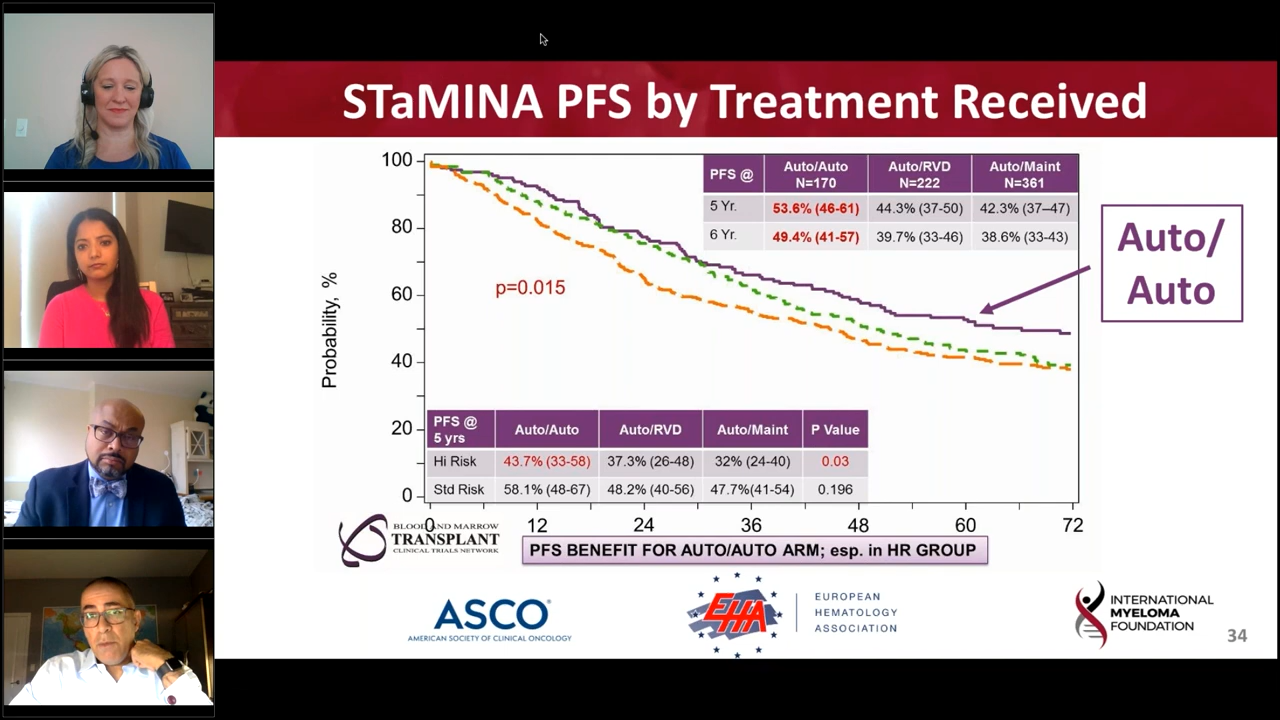 STaMINA PFS by Treatment Received
100
80
60
40
20
0
Probability, %
0 12 24 36 48 60 72
p=0.015
PFS @ Auto/Auto N=170 Auto/RVD N=222 Auto/Maint N=361
5 Yr. 53.6% (46-61) 44.3% (37-50) 42.3% (37–47)
6 Yr. 49.4% (41-57) 39.7% (33-46) 38.6% (33-43)
Auto/
Auto
PFS @ 5 yrs Auto/Auto Auto/RVD Auto/Maint P Value
Hi Risk 43.7% (33-58) 37.3% (26-48) 32% (24-40) 0.03
Std Risk 58.1% (48-67) 48.2% (40-56) 47.7%(41-54) 0.196
BLOOD AND MARROW
TRANSPLANT
CLINICAL TRIALS NETWORK
PFS BENEFIT FOR AUTO/AUTO ARM; esp. in HR GROUP
ASCO®
AMERICAN SOCIETY OF CLINICAL ONCOLOGY
EHA
EUROPEAN
HEMATOLOGY
ASSOCIATION
INTERNATIONAL
MYELOMA
FOUNDATION
34